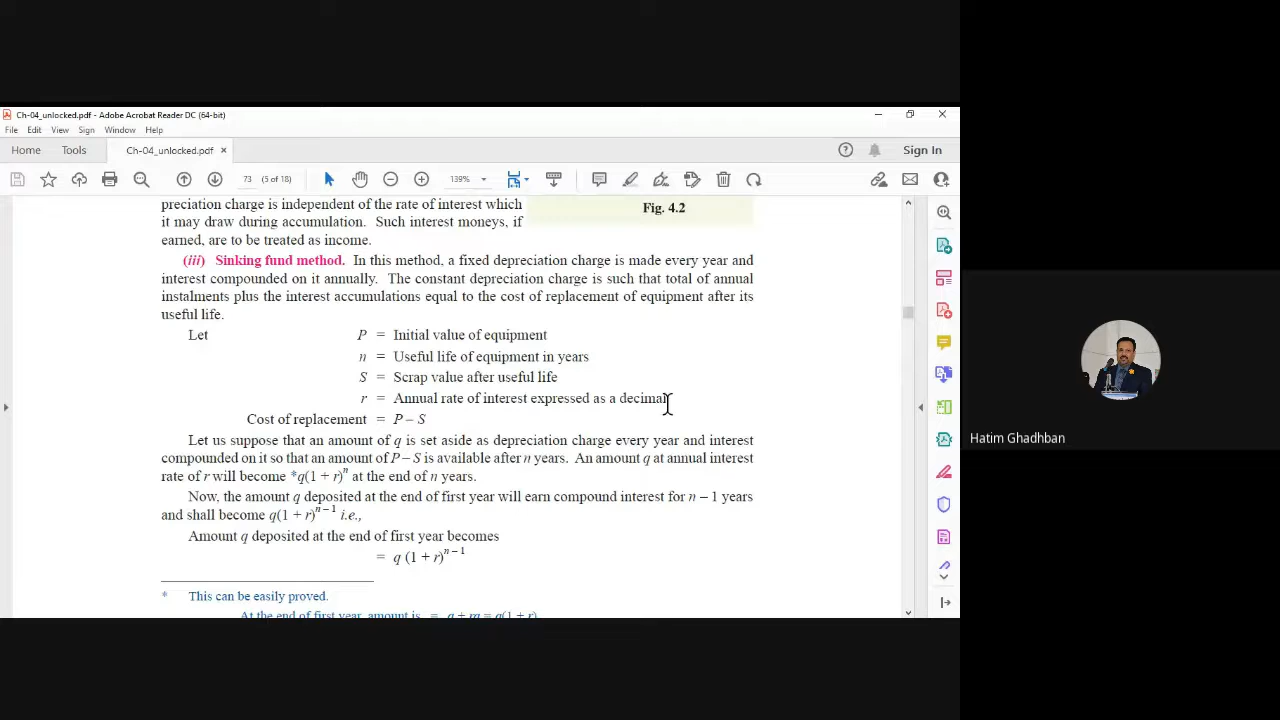 Ch-04_unlocked.pdf - Adobe Acrobat Reader DC (64-bit)
File Edit View Sign Window Help
Home Tools Ch-04_unlocked.pdf × Sign In
73 (5 of 18) 139%
preciation charge is independent of the rate of interest which
it may draw during accumulation. Such interest moneys, if
earned, are to be treated as income.
Fig. 4.2
(iii) Sinking fund method. In this method, a fixed depreciation charge is made every year and
interest compounded on it annually. The constant depreciation charge is such that total of annual
instalments plus the interest accumulations equal to the cost of replacement of equipment after its
useful life.
Let P = Initial value of equipment
n = Useful life of equipment in years
S = Scrap value after useful life
r = Annual rate of interest expressed as a decimal
Cost of replacement = P – S
Let us suppose that an amount of q is set aside as depreciation charge every year and interest
compounded on it so that an amount of P – S is available after n years. An amount q at annual interest
rate of r will become *q(1 + r)^n at the end of n years.
Now, the amount q deposited at the end of first year will earn compound interest for n – 1 years
and shall become q(1 + r)^n – 1 i.e.,
Amount q deposited at the end of first year becomes
= q (1 + r)^n – 1
* This can be easily proved.
At the end of first year, amount is = q + rq = q(1 + r)
Hatim Ghadhban